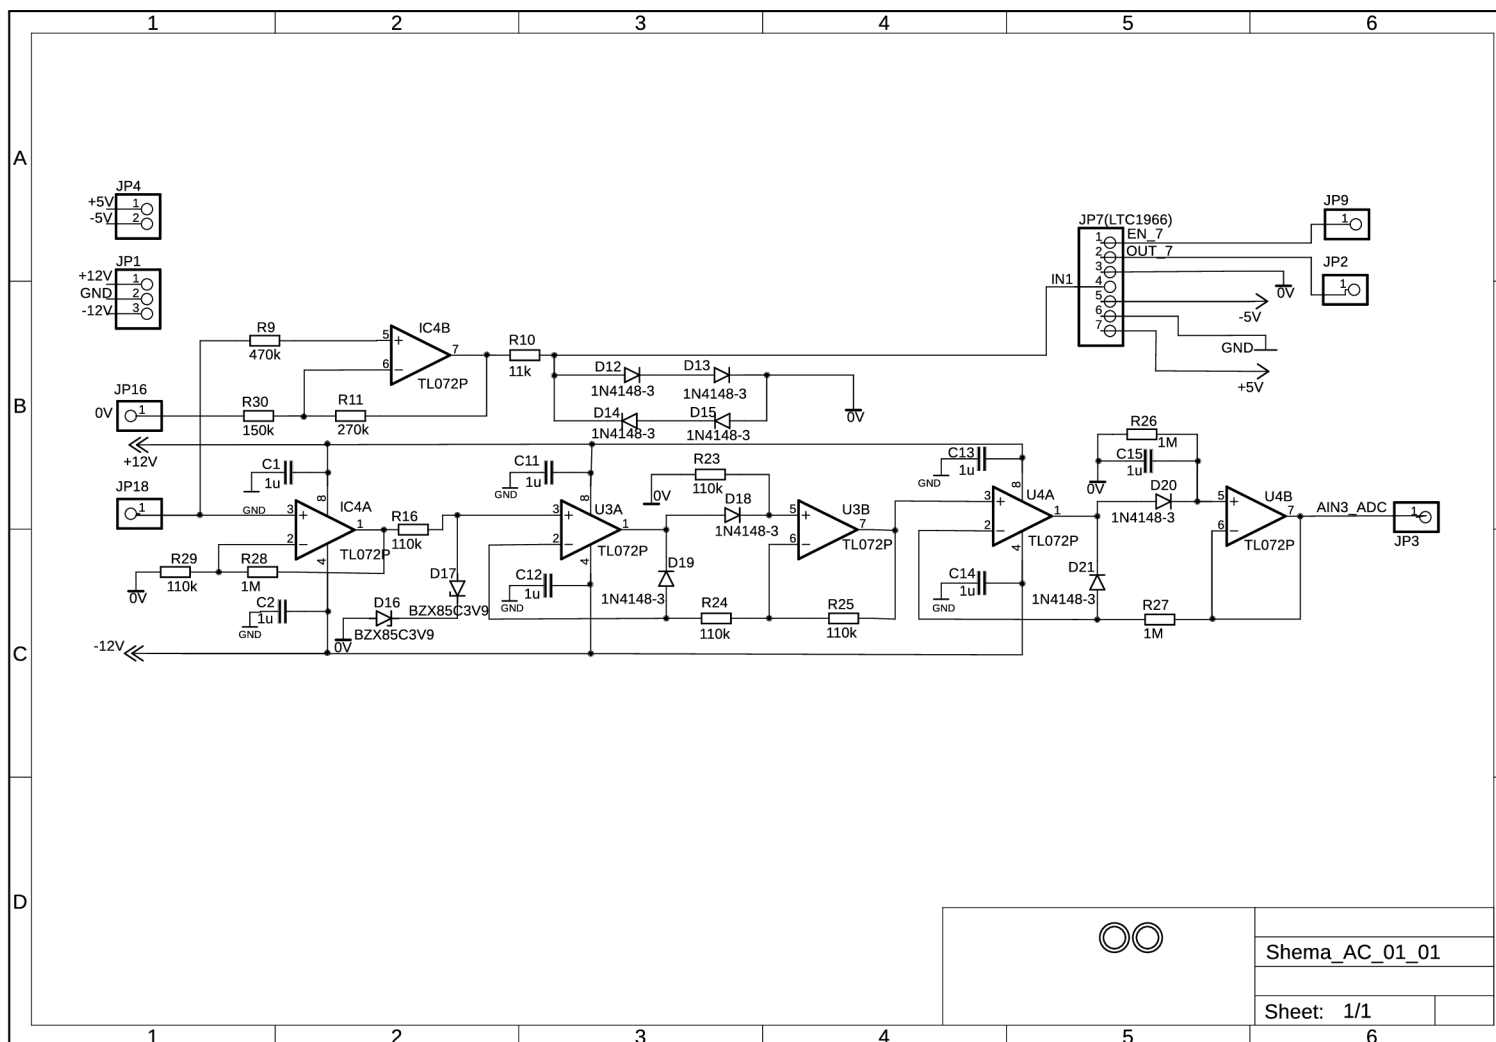 1 2 3 4 5 6
A
JP4
+5V 1
-5V 2
JP1
+12V 1
GND 2
-12V 3
JP7(LTC1966)
1 EN_7
2 OUT_7
3
IN1 4
5
6
7
0V
-5V
GND
+5V
JP9
1
JP2
1
B
R9
470k
IC4B
5 +
6 −
7
TL072P
R10
11k
D12 D13
1N4148-3 1N4148-3
D14 D15
1N4148-3 1N4148-3
0V
JP16
0V 1
R30 R11
150k 270k
+12V
JP18
1
C1
1u
GND
8
IC4A
3 +
2 −
1
4
TL072P
R16
110k
R29 R28
110k 1M
0V
C2
1u
GND
-12V
D17
BZX85C3V9
D16
BZX85C3V9
0V
C11
1u
GND
8
U3A
3 +
2 −
1
4
TL072P
C12
1u
GND
R23
110k
0V
D18
1N4148-3
D19
1N4148-3
R24 R25
110k 110k
U3B
5 +
6 −
7
TL072P
C13
1u
GND
8
U4A
3 +
2 −
1
4
TL072P
C14
1u
GND
R26
1M
C15
1u
0V
D20
1N4148-3
D21
1N4148-3
R27
1M
U4B
5 +
6 −
7
TL072P
AIN3_ADC
1
JP3
C
D
Shema_AC_01_01
Sheet: 1/1
1 2 3 4 5 6